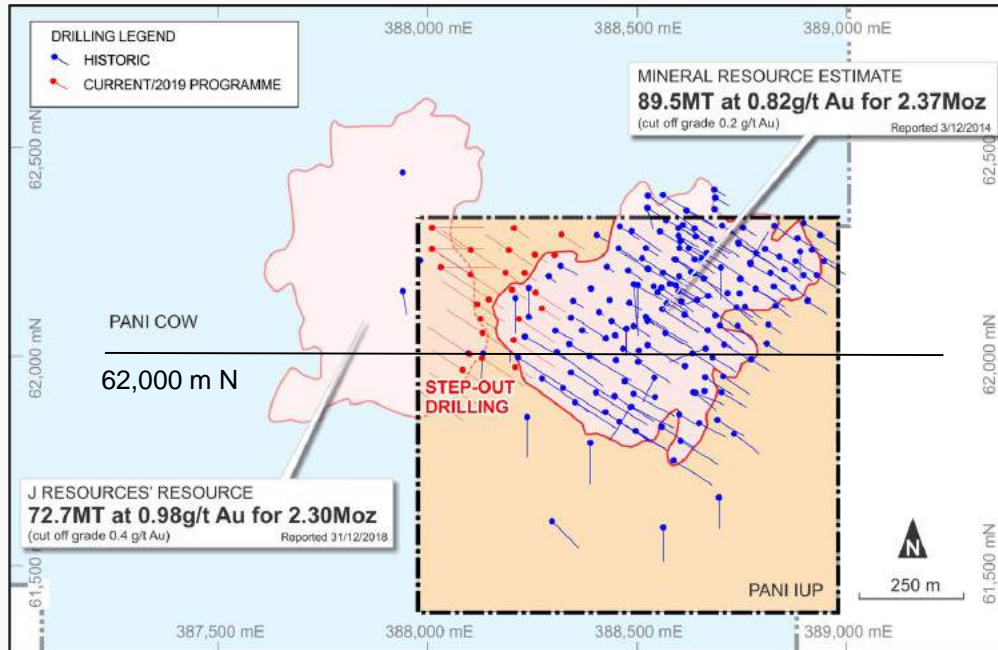 388,000 mE
388,500 mE
389,000 mE
DRILLING LEGEND
HISTORIC
CURRENT/2019 PROGRAMME
MINERAL RESOURCE ESTIMATE
89.5MT at 0.82g/t Au for 2.37Moz
(cut off grade 0.2 g/t Au)
Reported 3/12/2014
62,500 mN
PANI COW
62,000 mN
62,000 m N
62,000 mN
STEP-OUT
DRILLING
J RESOURCES' RESOURCE
72.7MT at 0.98g/t Au for 2.30Moz
(cut off grade 0.4 g/t Au)
Reported 31/12/2018
N
250 m
PANI IUP
61,500 mN
61,500 mN
387,500 mE
388,000 mE
388,500 mE
389,000 mE